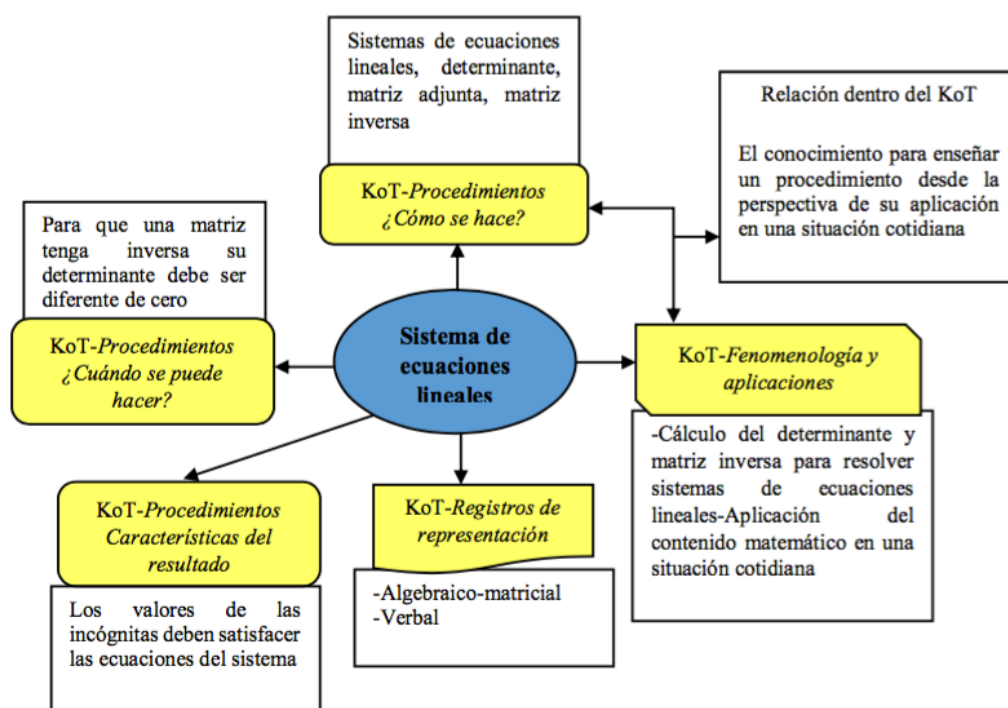 Sistemas de ecuaciones
lineales, determinante,
matriz adjunta, matriz
inversa
KoT-Procedimientos
¿Cómo se hace?
Relación dentro del KoT
El conocimiento para enseñar
un procedimiento desde la
perspectiva de su aplicación
en una situación cotidiana
Para que una matriz
tenga inversa su
determinante debe ser
diferente de cero
KoT-Procedimientos
¿Cuándo se puede
hacer?
Sistema de
ecuaciones
lineales
KoT-Fenomenología y
aplicaciones
-Cálculo del determinante y
matriz inversa para resolver
sistemas de ecuaciones
lineales-Aplicación del
contenido matemático en una
situación cotidiana
KoT-Procedimientos
Características del
resultado
Los valores de las
incógnitas deben satisfacer
las ecuaciones del sistema
KoT-Registros de
representación
-Algebraico-matricial
-Verbal